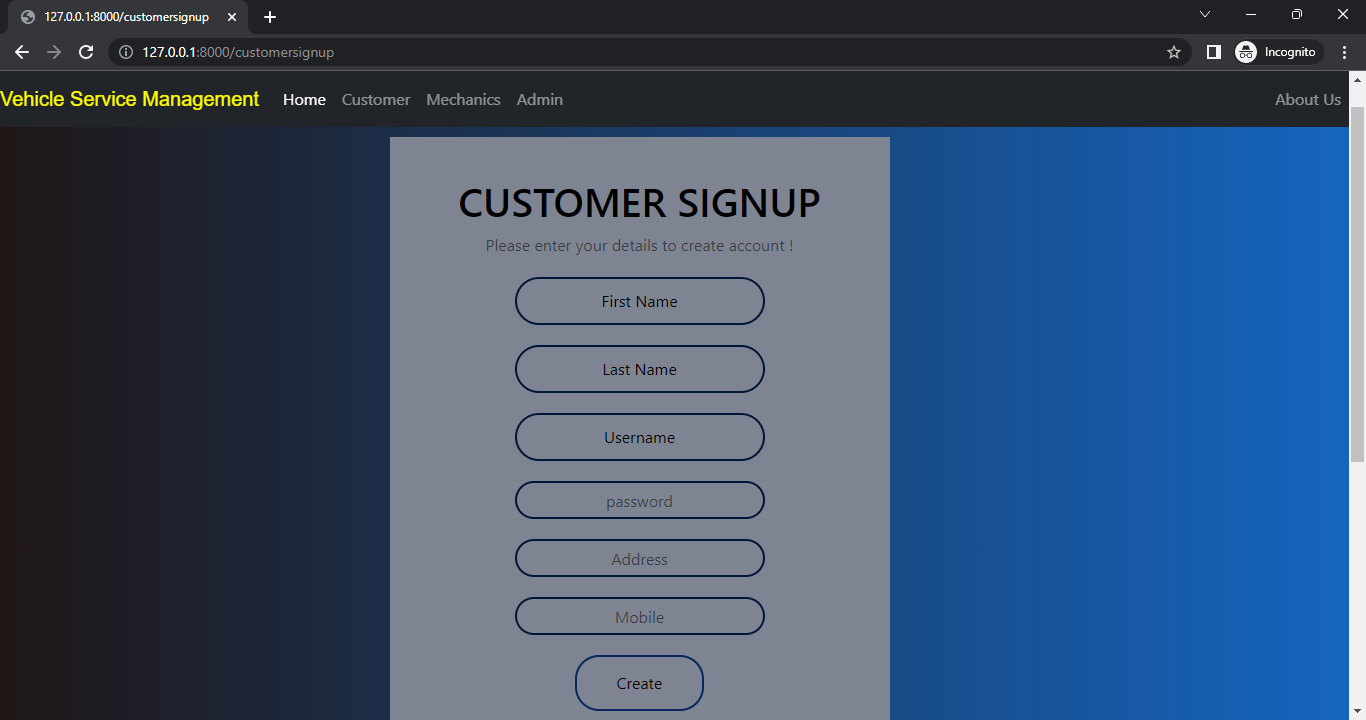 127.0.0.1:8000/customersignup
127.0.0.1:8000/customersignup
Incognito
Vehicle Service Management Home Customer Mechanics Admin About Us
CUSTOMER SIGNUP
Please enter your details to create account !
First Name
Last Name
Username
password
Address
Mobile
Create